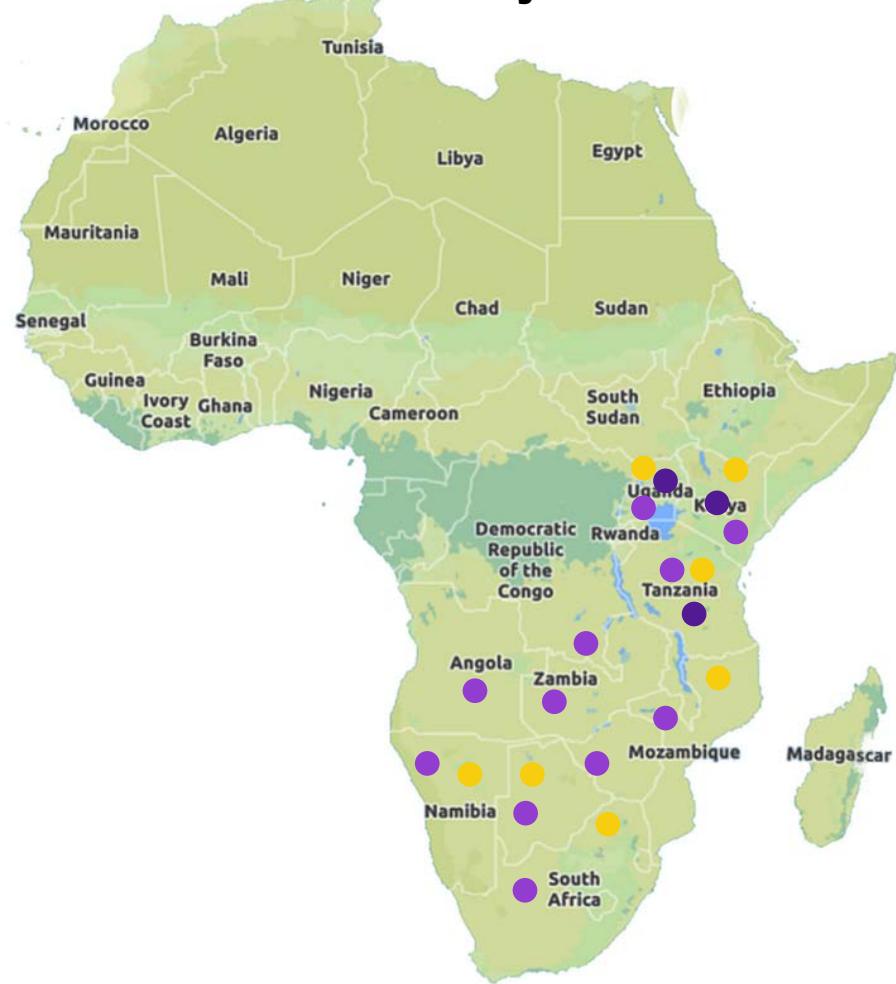 Tunisia
Morocco
Algeria
Libya
Egypt
Mauritania
Mali
Niger
Chad
Sudan
Senegal
Burkina
Faso
Guinea
Ivory
Coast
Ghana
Nigeria
Cameroon
South
Sudan
Ethiopia
Uganda
Democratic
Republic
of the
Congo
Rwanda
Tanzania
Angola
Zambia
Mozambique
Madagascar
Namibia
South
Africa